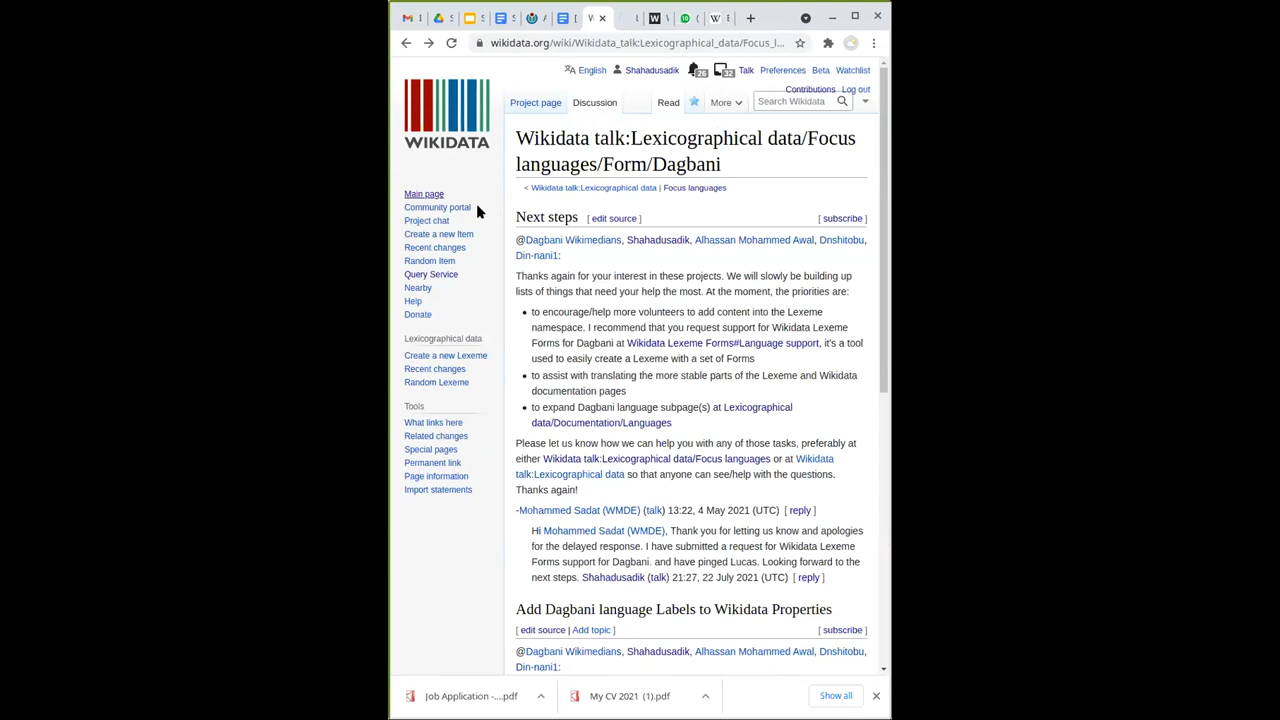 wikidata.org/wiki/Wikidata_talk:Lexicographical_data/Focus_l...
English Shahadusadik 26 32 Talk Preferences Beta Watchlist
Contributions Log out
WIKIDATA
Project page Discussion Read More Search Wikidata
Wikidata talk:Lexicographical data/Focus
languages/Form/Dagbani
< Wikidata talk:Lexicographical data | Focus languages
Main page
Community portal
Project chat
Create a new Item
Recent changes
Random Item
Query Service
Nearby
Help
Donate
Lexicographical data
Create a new Lexeme
Recent changes
Random Lexeme
Tools
What links here
Related changes
Special pages
Permanent link
Page information
Import statements
Next steps [ edit source ] [ subscribe ]
@Dagbani Wikimedians, Shahadusadik, Alhassan Mohammed Awal, Dnshitobu,
Din-nani1:
Thanks again for your interest in these projects. We will slowly be building up
lists of things that need your help the most. At the moment, the priorities are:
• to encourage/help more volunteers to add content into the Lexeme
namespace. I recommend that you request support for Wikidata Lexeme
Forms for Dagbani at Wikidata Lexeme Forms#Language support, it's a tool
used to easily create a Lexeme with a set of Forms
• to assist with translating the more stable parts of the Lexeme and Wikidata
documentation pages
• to expand Dagbani language subpage(s) at Lexicographical
data/Documentation/Languages
Please let us know how we can help you with any of those tasks, preferably at
either Wikidata talk:Lexicographical data/Focus languages or at Wikidata
talk:Lexicographical data so that anyone can see/help with the questions.
Thanks again!
-Mohammed Sadat (WMDE) (talk) 13:22, 4 May 2021 (UTC) [ reply ]
Hi Mohammed Sadat (WMDE), Thank you for letting us know and apologies
for the delayed response. I have submitted a request for Wikidata Lexeme
Forms support for Dagbani. and have pinged Lucas. Looking forward to the
next steps. Shahadusadik (talk) 21:27, 22 July 2021 (UTC) [ reply ]
Add Dagbani language Labels to Wikidata Properties
[ edit source | Add topic ] [ subscribe ]
@Dagbani Wikimedians, Shahadusadik, Alhassan Mohammed Awal, Dnshitobu,
Din-nani1:
Job Application -....pdf My CV 2021 (1).pdf Show all